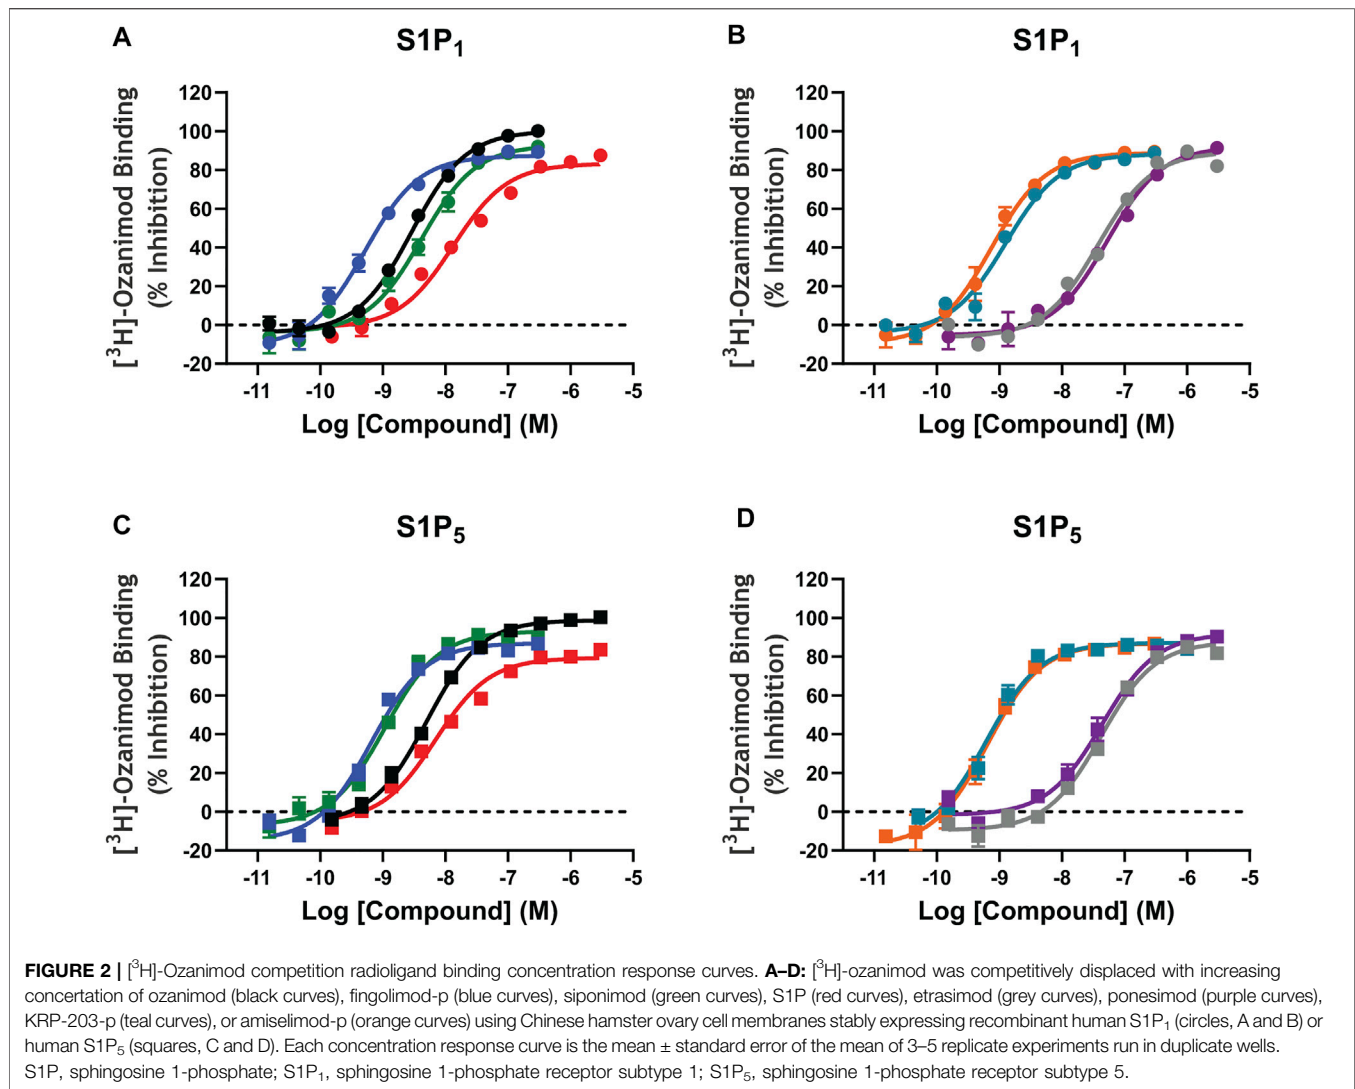 A
S1P1
[3H]-Ozanimod Binding
(% Inhibition)
120
100
80
60
40
20
0
-20
-11 -10 -9 -8 -7 -6 -5
Log [Compound] (M)
B
S1P1
[3H]-Ozanimod Binding
(% Inhibition)
120
100
80
60
40
20
0
-20
-11 -10 -9 -8 -7 -6 -5
Log [Compound] (M)
C
S1P5
[3H]-Ozanimod Binding
(% Inhibition)
120
100
80
60
40
20
0
-20
-11 -10 -9 -8 -7 -6 -5
Log [Compound] (M)
D
S1P5
[3H]-Ozanimod Binding
(% Inhibition)
120
100
80
60
40
20
0
-20
-11 -10 -9 -8 -7 -6 -5
Log [Compound] (M)
FIGURE 2 | [3H]-Ozanimod competition radioligand binding concentration response curves. A–D: [3H]-ozanimod was competitively displaced with increasing
concertation of ozanimod (black curves), fingolimod-p (blue curves), siponimod (green curves), S1P (red curves), etrasimod (grey curves), ponesimod (purple curves),
KRP-203-p (teal curves), or amiselimod-p (orange curves) using Chinese hamster ovary cell membranes stably expressing recombinant human S1P1 (circles, A and B) or
human S1P5 (squares, C and D). Each concentration response curve is the mean ± standard error of the mean of 3–5 replicate experiments run in duplicate wells.
S1P, sphingosine 1-phosphate; S1P1, sphingosine 1-phosphate receptor subtype 1; S1P5, sphingosine 1-phosphate receptor subtype 5.